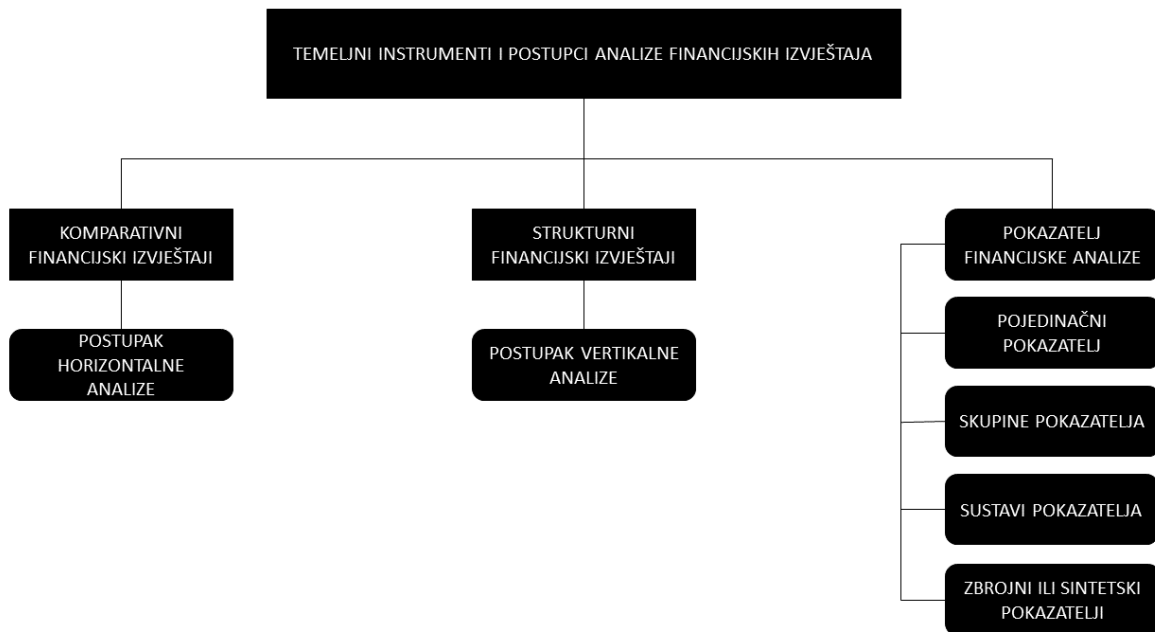 TEMELJNI INSTRUMENTI I POSTUPCI ANALIZE FINANCIJSKIH IZVJEŠTAJA
KOMPARATIVNI
FINANCIJSKI IZVJEŠTAJI
POSTUPAK
HORIZONTALNE
ANALIZE
STRUKTURNI
FINANCIJSKI IZVJEŠTAJI
POSTUPAK VERTIKALNE
ANALIZE
POKAZATELJ
FINANCIJSKE ANALIZE
POJEDINAČNI
POKAZATELJ
SKUPINE POKAZATELJA
SUSTAVI POKAZATELJA
ZBROJNI ILI SINTETSKI
POKAZATELJI